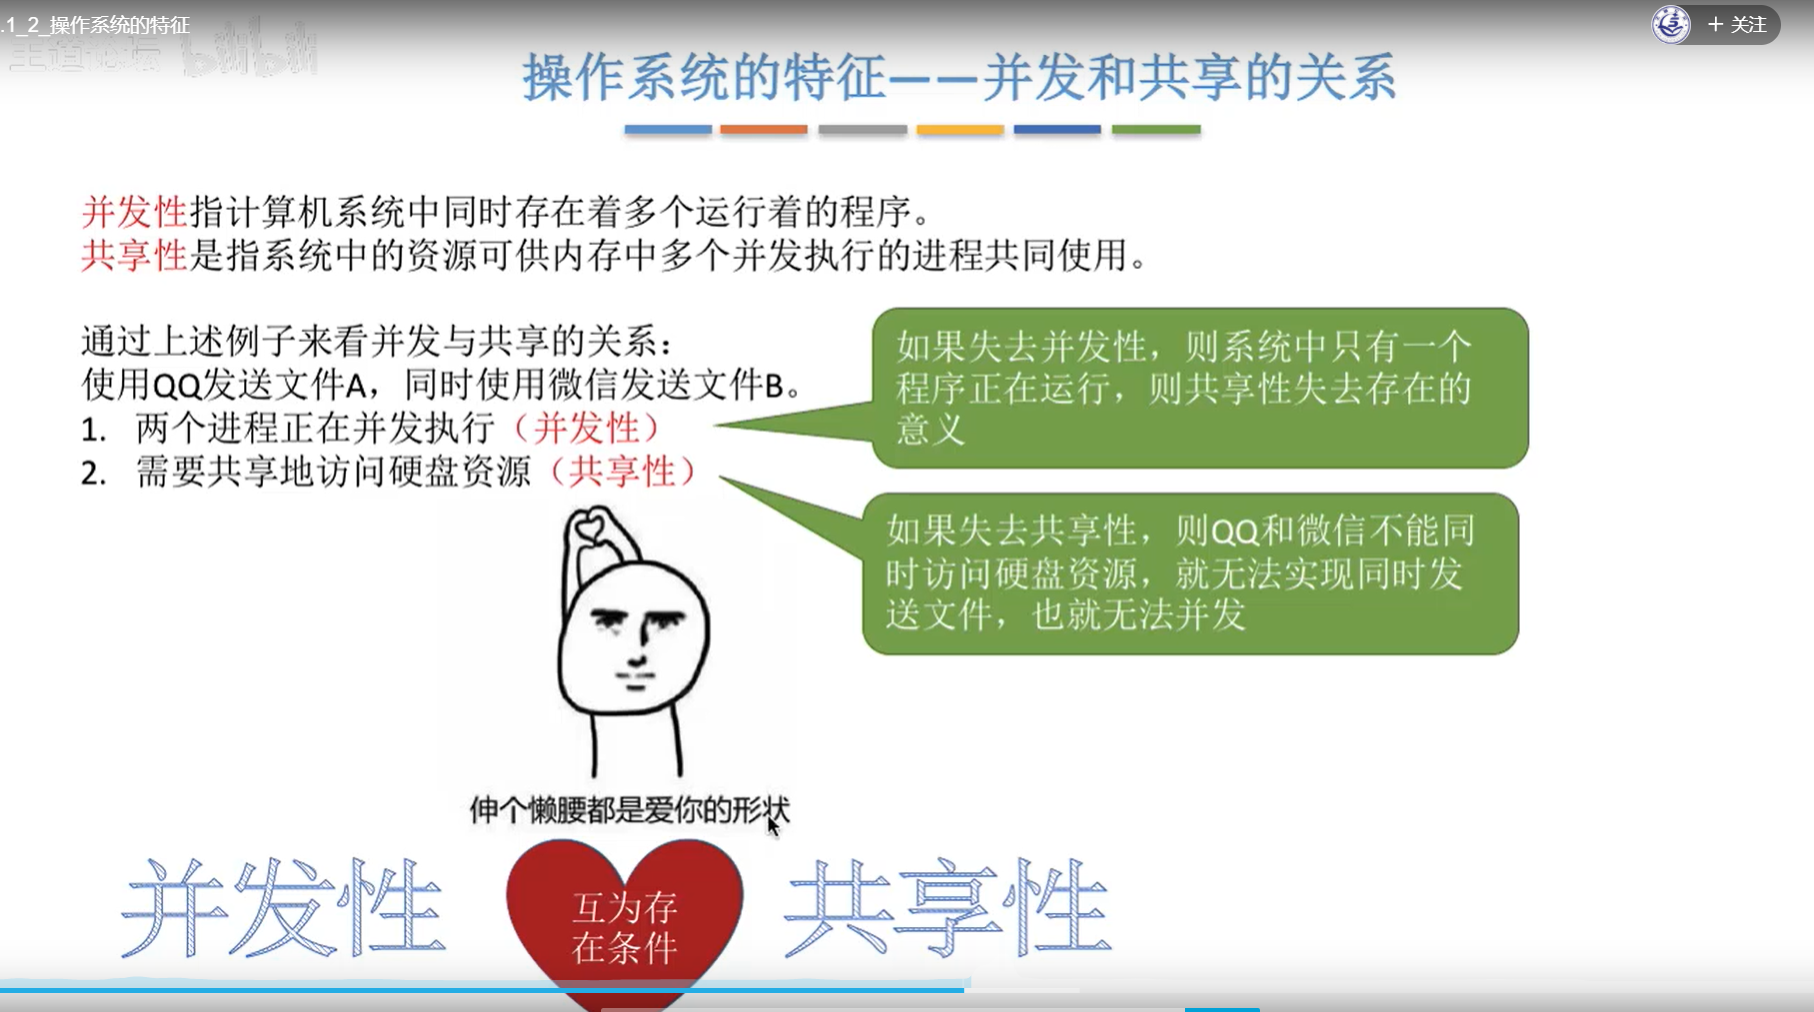 .1_2_操作系统的特征
+ 关注
王道论坛 bilibili
操作系统的特征——并发和共享的关系
并发性指计算机系统中同时存在着多个运行着的程序。
共享性是指系统中的资源可供内存中多个并发执行的进程共同使用。
通过上述例子来看并发与共享的关系：
使用QQ发送文件A，同时使用微信发送文件B。
1. 两个进程正在并发执行（并发性）
2. 需要共享地访问硬盘资源（共享性）
如果失去并发性，则系统中只有一个
程序正在运行，则共享性失去存在的
意义
如果失去共享性，则QQ和微信不能同
时访问硬盘资源，就无法实现同时发
送文件，也就无法并发
伸个懒腰都是爱你的形状
并发性
互为存
在条件
共享性